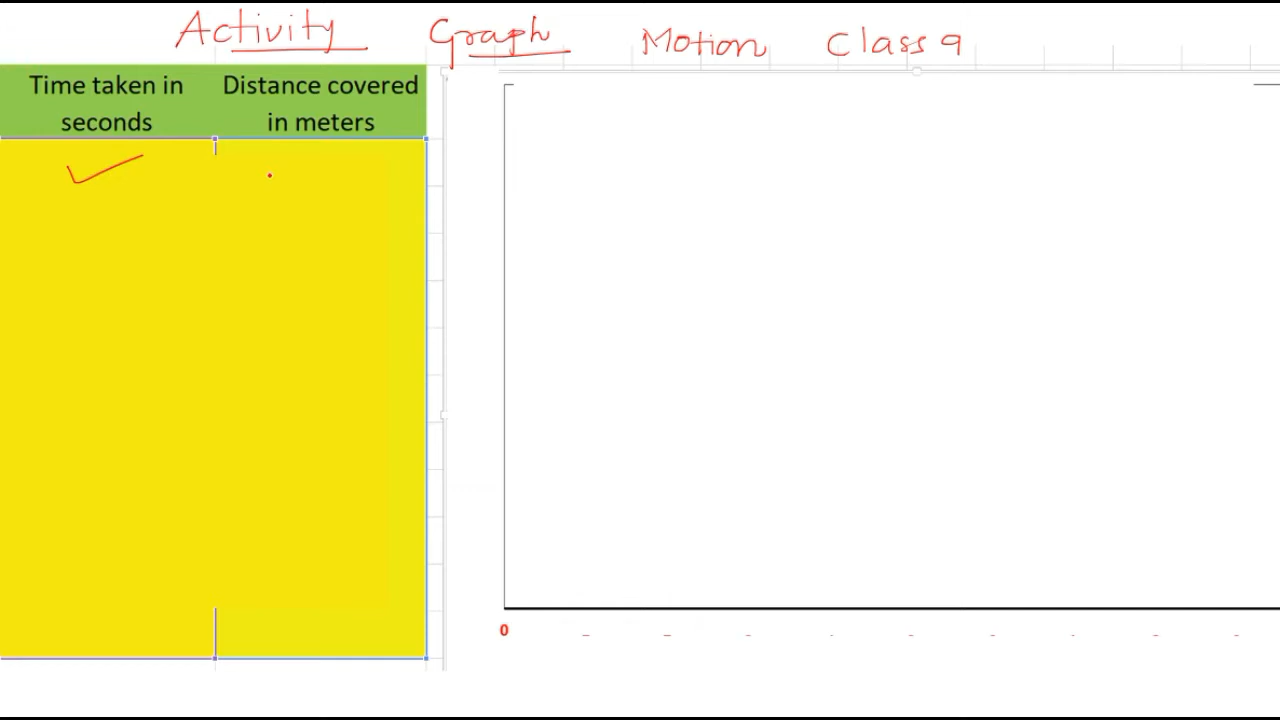 Activity Graph Motion Class 9
Time taken in seconds
Distance covered in meters
0